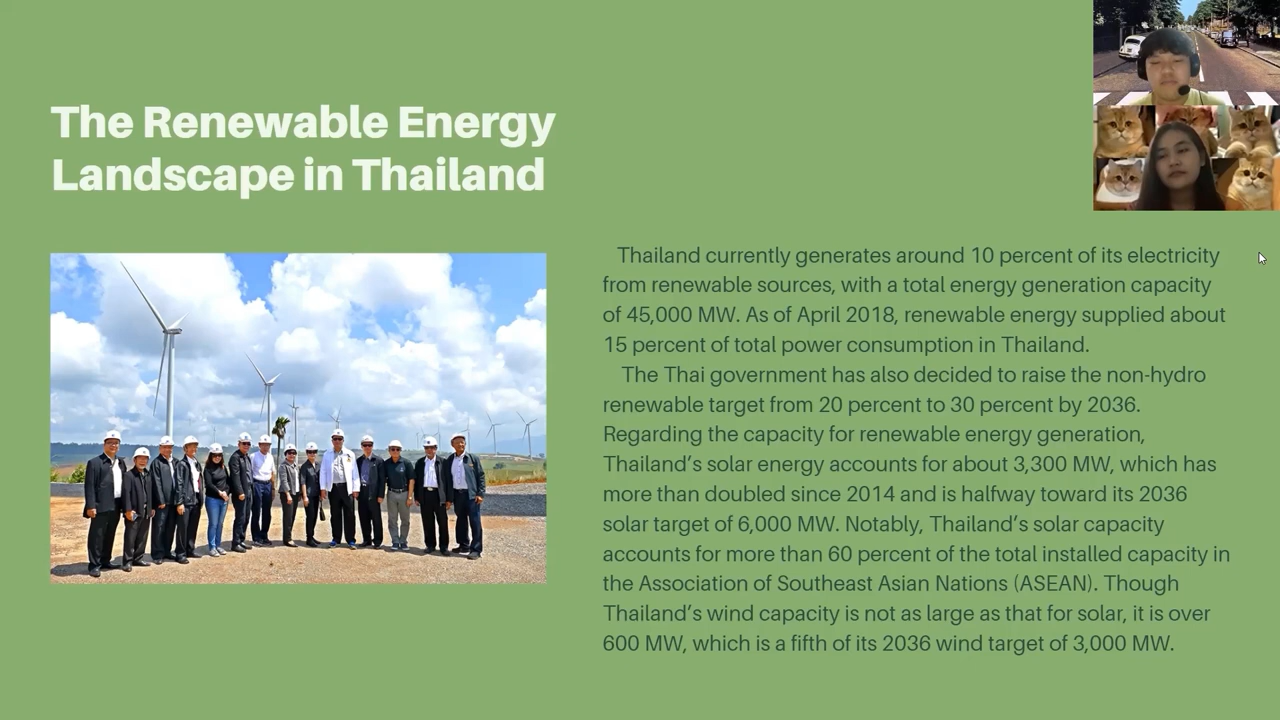 The Renewable Energy
Landscape in Thailand
Thailand currently generates around 10 percent of its electricity
from renewable sources, with a total energy generation capacity
of 45,000 MW. As of April 2018, renewable energy supplied about
15 percent of total power consumption in Thailand.
The Thai government has also decided to raise the non-hydro
renewable target from 20 percent to 30 percent by 2036.
Regarding the capacity for renewable energy generation,
Thailand’s solar energy accounts for about 3,300 MW, which has
more than doubled since 2014 and is halfway toward its 2036
solar target of 6,000 MW. Notably, Thailand’s solar capacity
accounts for more than 60 percent of the total installed capacity in
the Association of Southeast Asian Nations (ASEAN). Though
Thailand’s wind capacity is not as large as that for solar, it is over
600 MW, which is a fifth of its 2036 wind target of 3,000 MW.